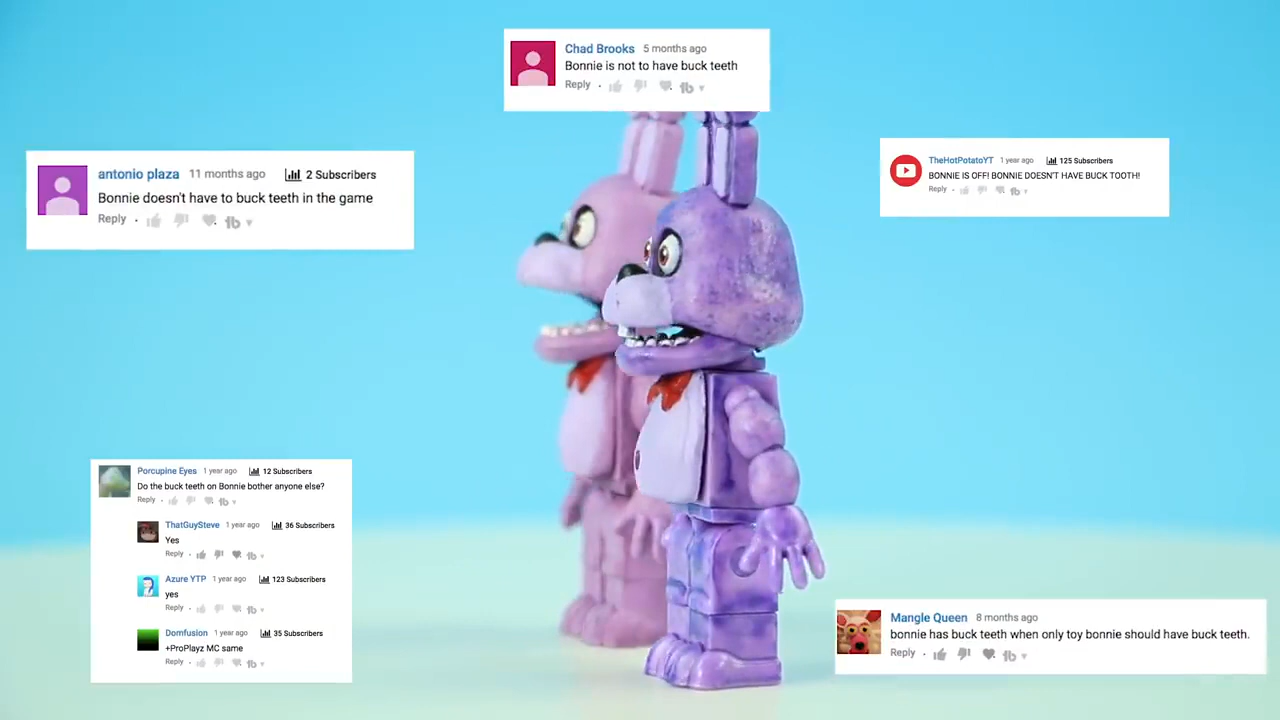 Chad Brooks 5 months ago
Bonnie is not to have buck teeth
Reply
antonio plaza 11 months ago 2 Subscribers
Bonnie doesn't have to buck teeth in the game
Reply
TheHotPotatoYT 1 year ago 125 Subscribers
BONNIE IS OFF! BONNIE DOESN'T HAVE BUCK TOOTH!
Reply
Porcupine Eyes 1 year ago 12 Subscribers
Do the buck teeth on Bonnie bother anyone else?
Reply
ThatGuySteve 1 year ago 36 Subscribers
Yes
Reply
Azure YTP 1 year ago 123 Subscribers
yes
Reply
Domfusion 1 year ago 35 Subscribers
+ProPlayz MC same
Reply
Mangle Queen 8 months ago
bonnie has buck teeth when only toy bonnie should have buck teeth.
Reply